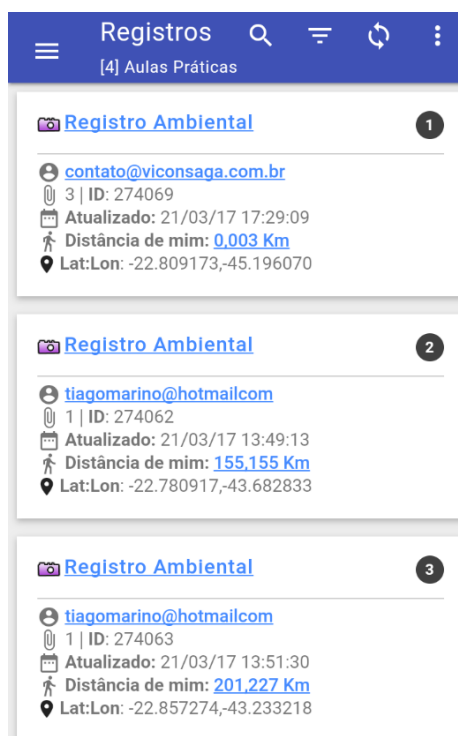 Registros
[4] Aulas Práticas
Registro Ambiental
1
contato@viconsaga.com.br
3 | ID: 274069
Atualizado: 21/03/17 17:29:09
Distância de mim: 0,003 Km
Lat:Lon: -22.809173,-45.196070
Registro Ambiental
2
tiagomarino@hotmailcom
1 | ID: 274062
Atualizado: 21/03/17 13:49:13
Distância de mim: 155,155 Km
Lat:Lon: -22.780917,-43.682833
Registro Ambiental
3
tiagomarino@hotmailcom
1 | ID: 274063
Atualizado: 21/03/17 13:51:30
Distância de mim: 201,227 Km
Lat:Lon: -22.857274,-43.233218